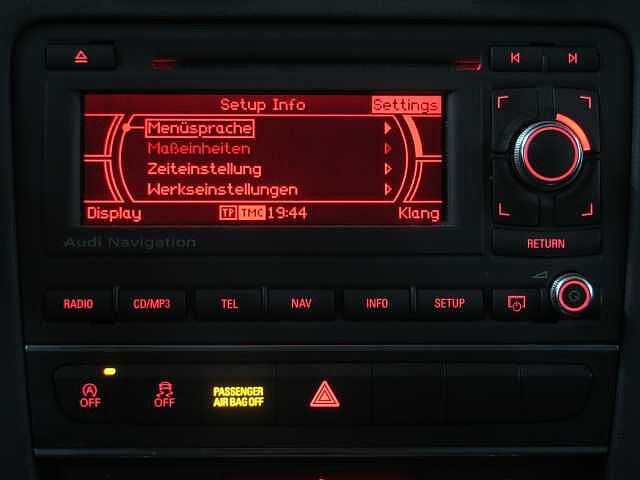 Setup Info Settings
Menüsprache
Maßeinheiten
Zeiteinstellung
Werkseinstellungen
Display TP TMC 19:44 Klang
Audi Navigation
RETURN
RADIO CD/MP3 TEL NAV INFO SETUP
A OFF
OFF
PASSENGER
AIR BAG OFF